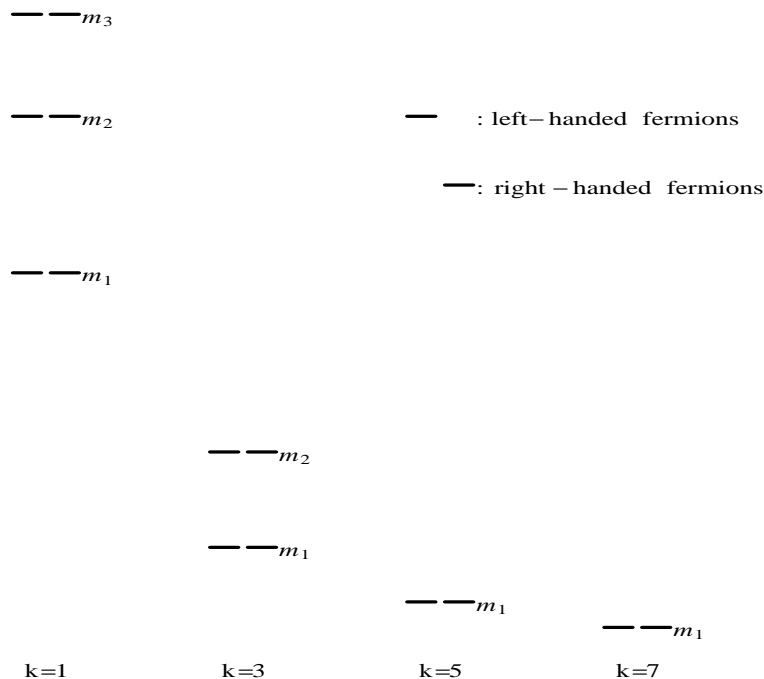 m3
m2
: left-handed fermions
: right-handed fermions
m1
m2
m1
m1
m1
k=1 k=3 k=5 k=7